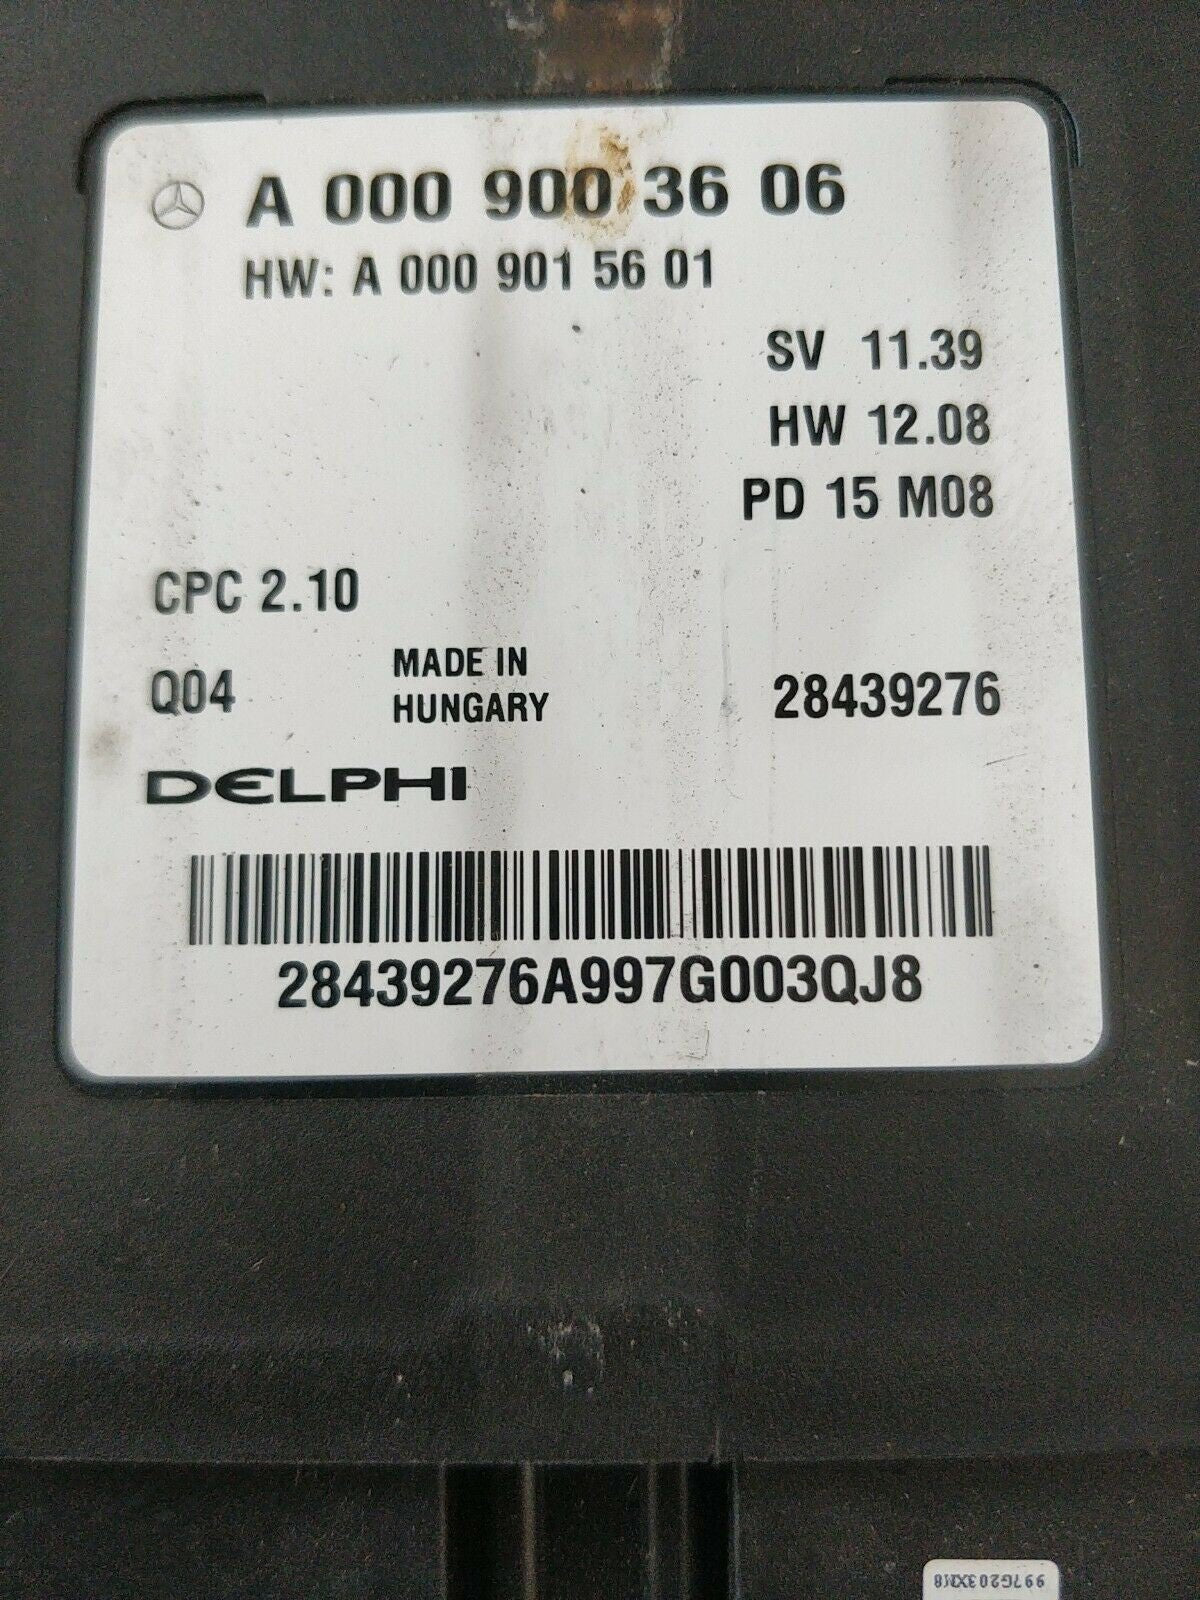 A 000 900 36 06
HW: A 000 901 56 01
SV 11.39
HW 12.08
PD 15 M08
CPC 2.10
Q04
MADE IN
HUNGARY
28439276
DELPHI
28439276A997G003QJ8